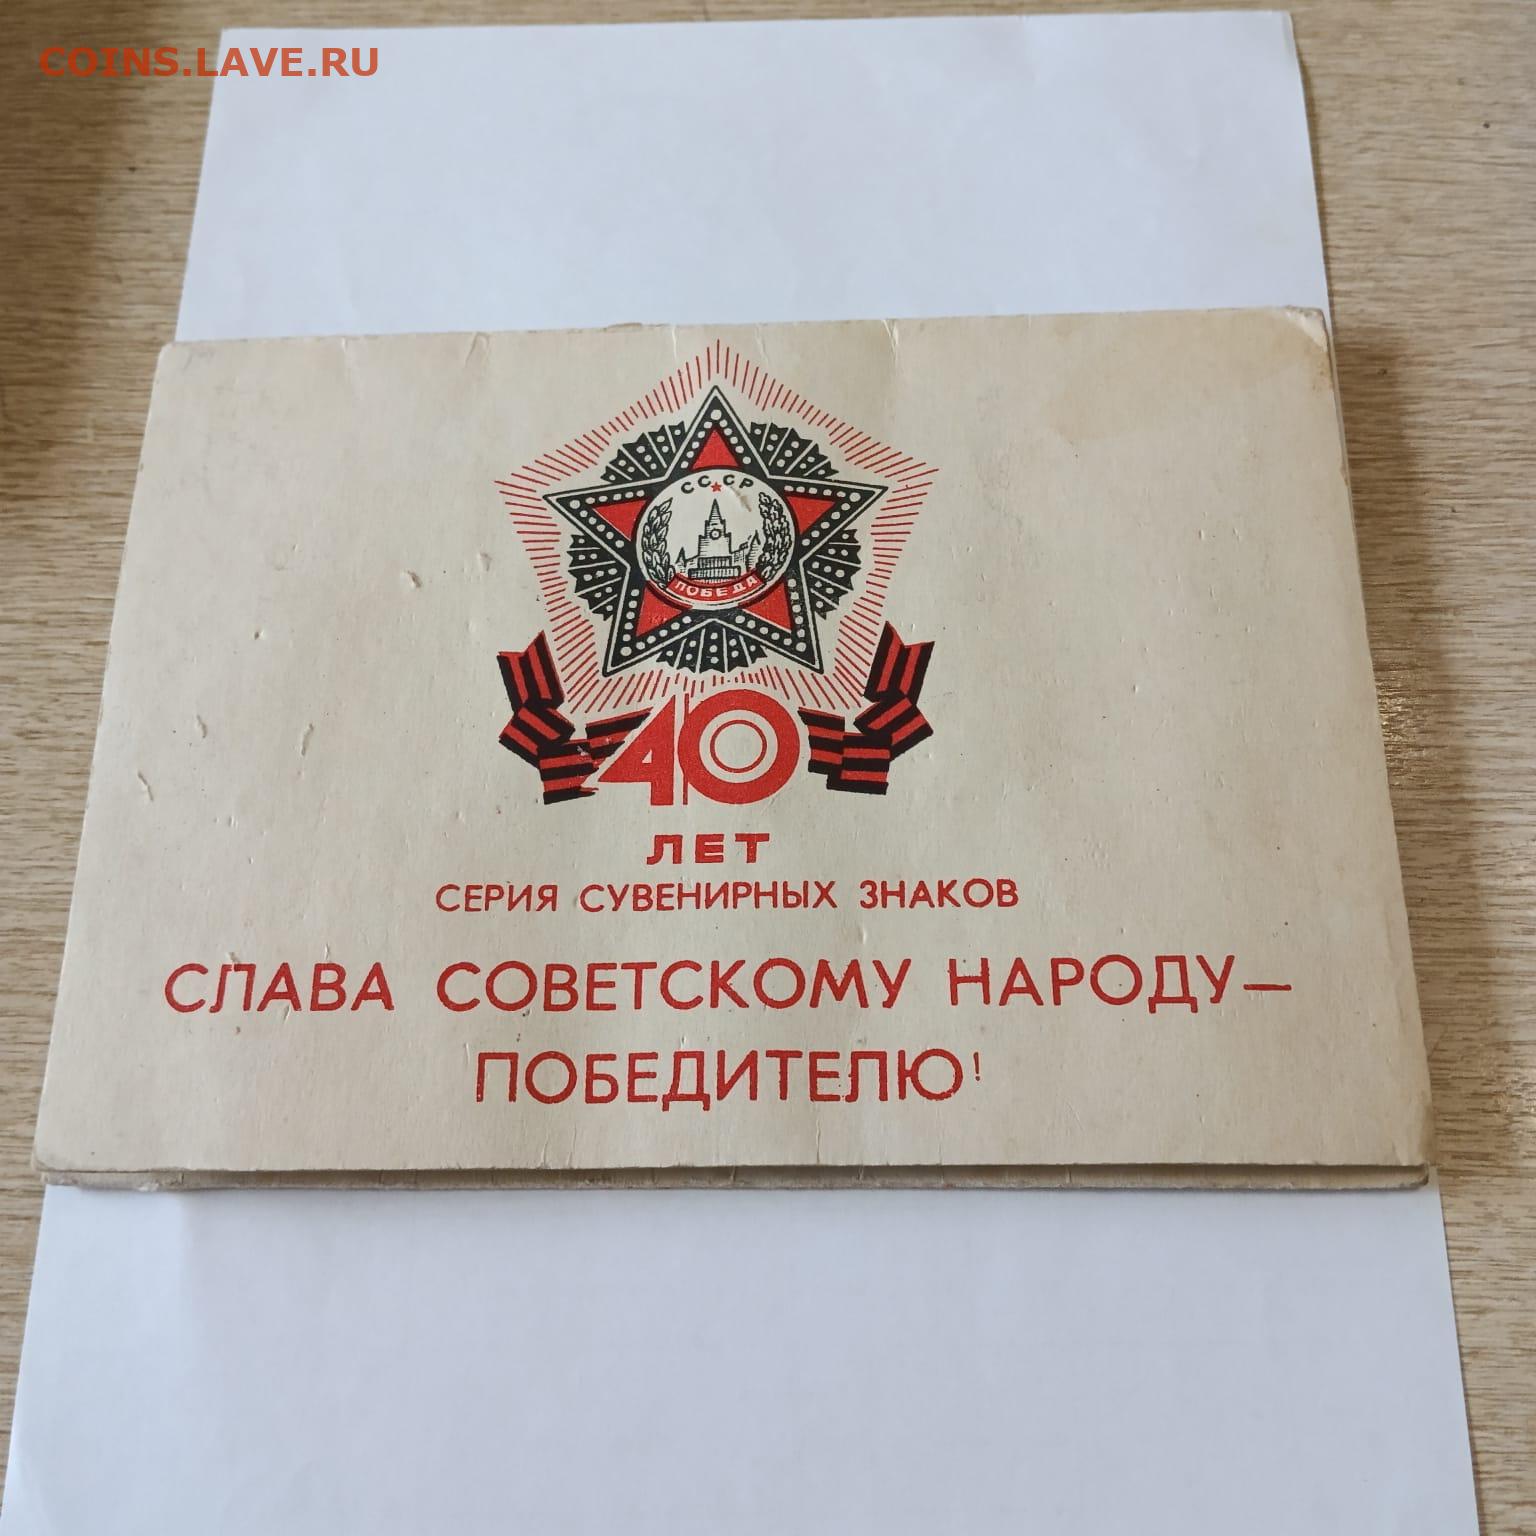 COINS.LAVE.RU
СССР
ПОБЕДА
40
ЛЕТ
СЕРИЯ СУВЕНИРНЫХ ЗНАКОВ
СЛАВА СОВЕТСКОМУ НАРОДУ—
ПОБЕДИТЕЛЮ!